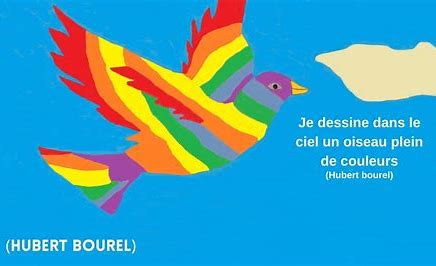 Je dessine dans le
ciel un oiseau plein
de couleurs
(Hubert bourel)
(HUBERT BOUREL)